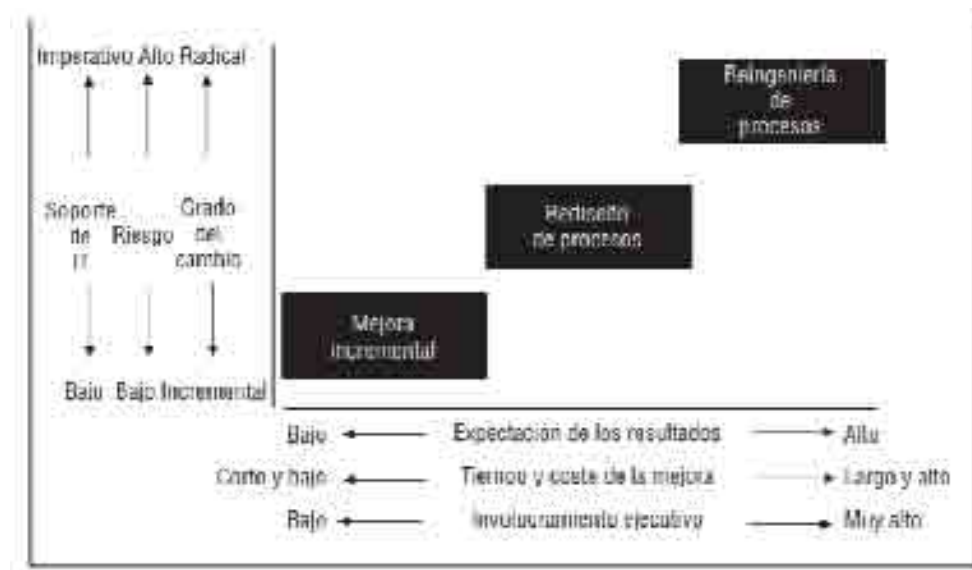 Imperativo Alto Radical
Reingeniería
de
procesos
Soporte
de
IT
Riesgo
Grado
del
cambio
Rediseño
de procesos
Mejora
incremental
Bajo Bajo Incremental
Bajo Expectación de los resultados Alto
Corto y bajo Tiempo y coste de la mejora Largo y alto
Bajo Involucramiento ejecutivo Muy alto